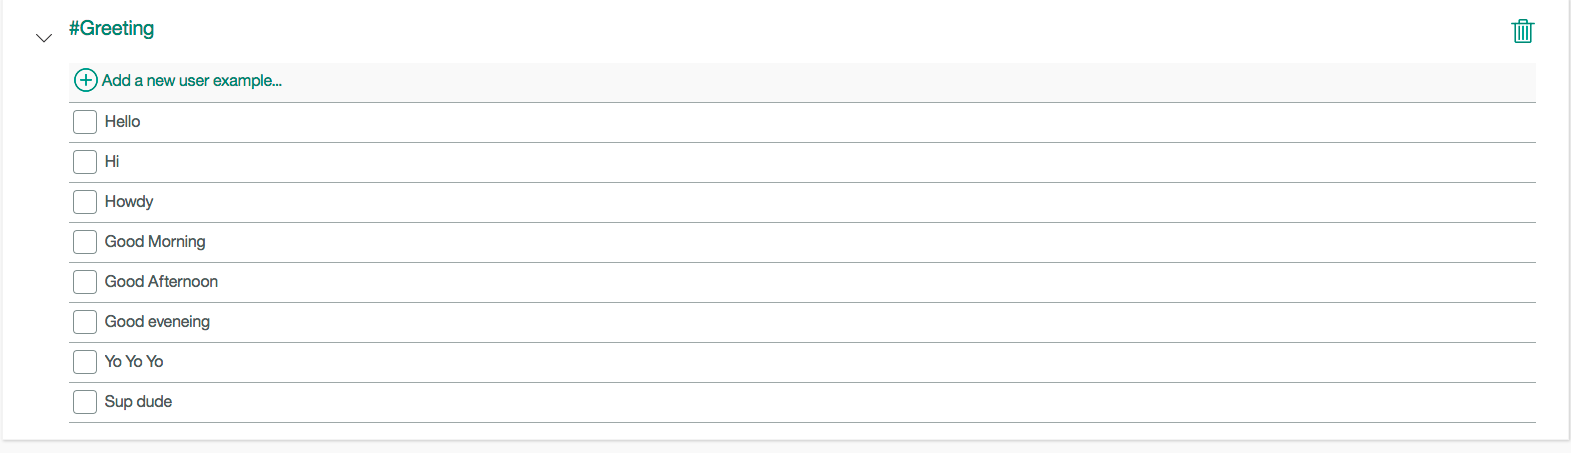 #Greeting
Add a new user example...
Hello
Hi
Howdy
Good Morning
Good Afternoon
Good eveneing
Yo Yo Yo
Sup dude